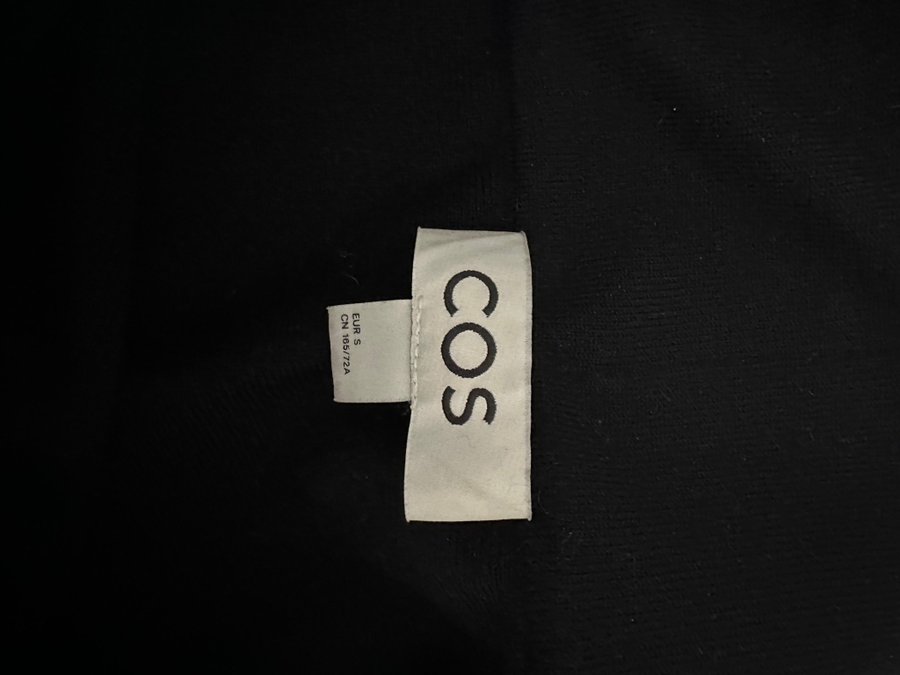 COS
EUR S
CN 165/72A